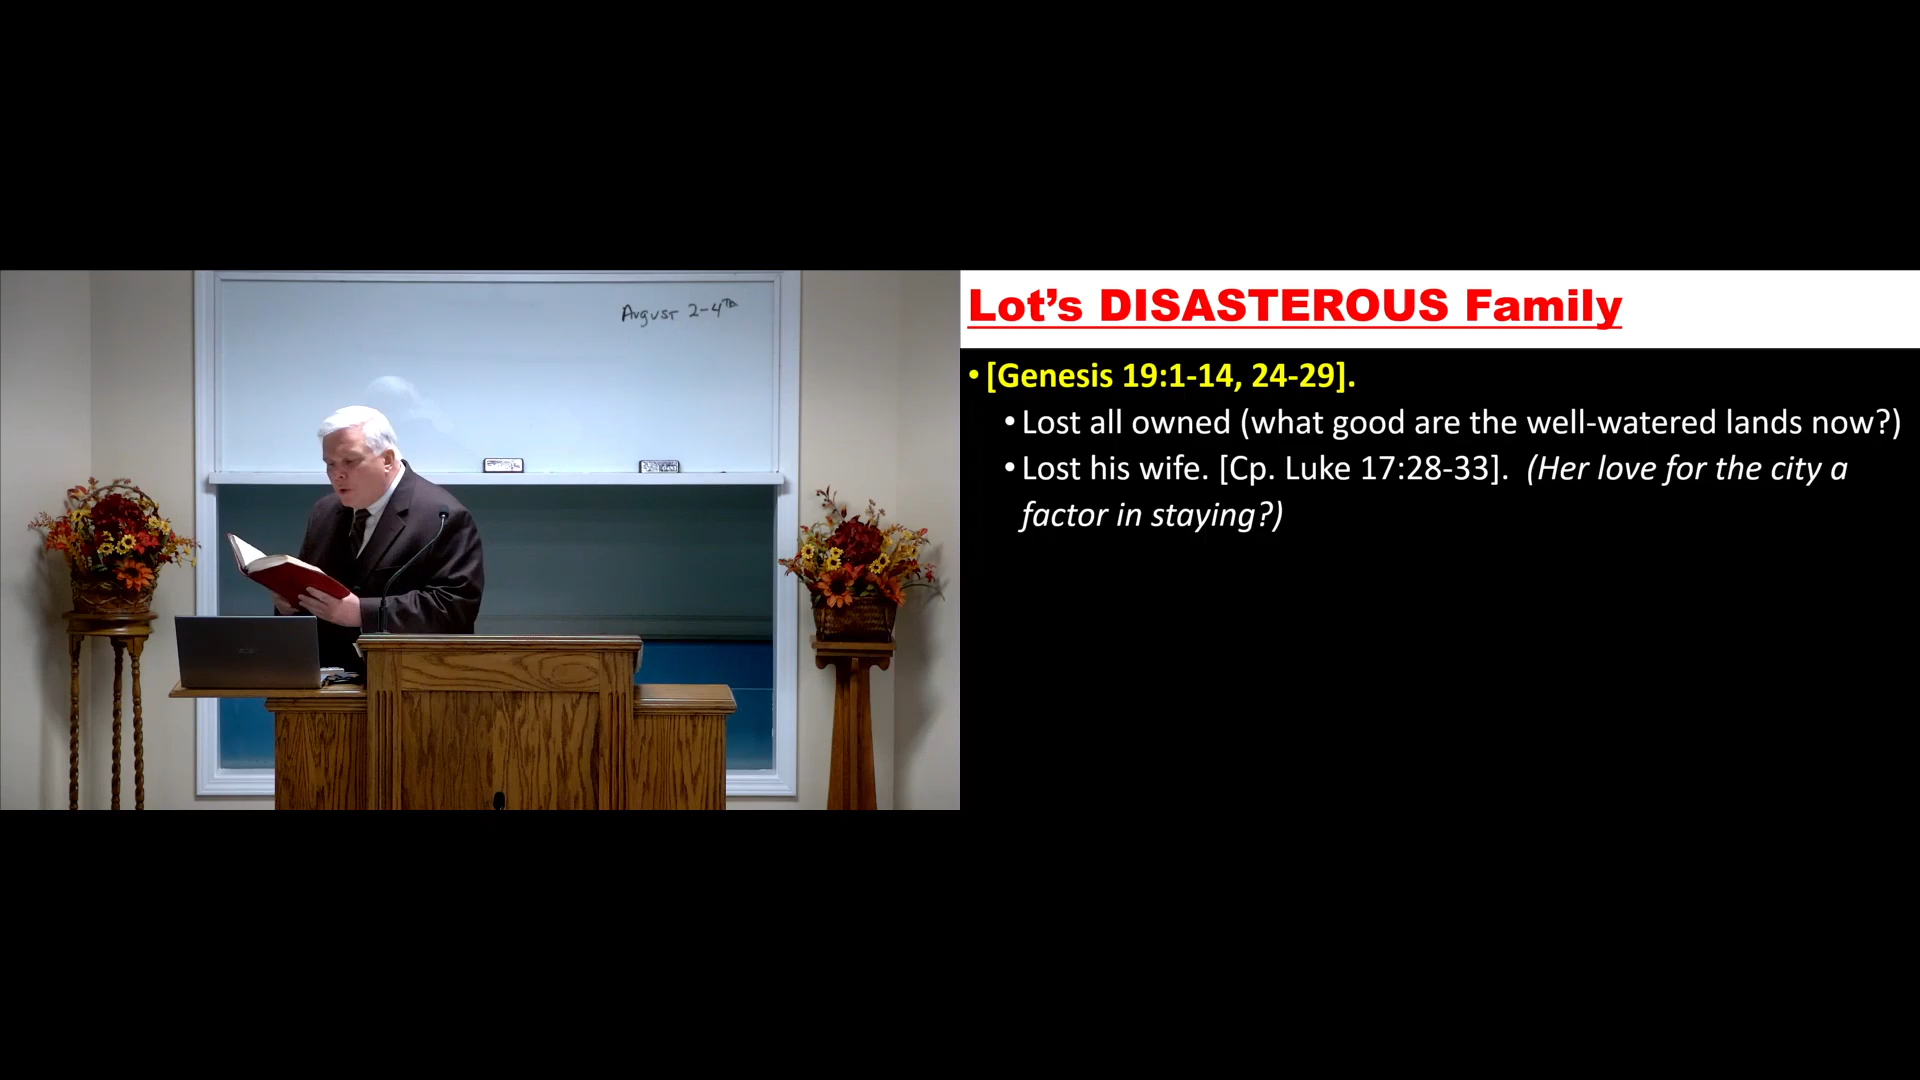 August 2-4th
Lot's DISASTEROUS Family
• [Genesis 19:1-14, 24-29].
• Lost all owned (what good are the well-watered lands now?)
• Lost his wife. [Cp. Luke 17:28-33]. (Her love for the city a
factor in staying?)